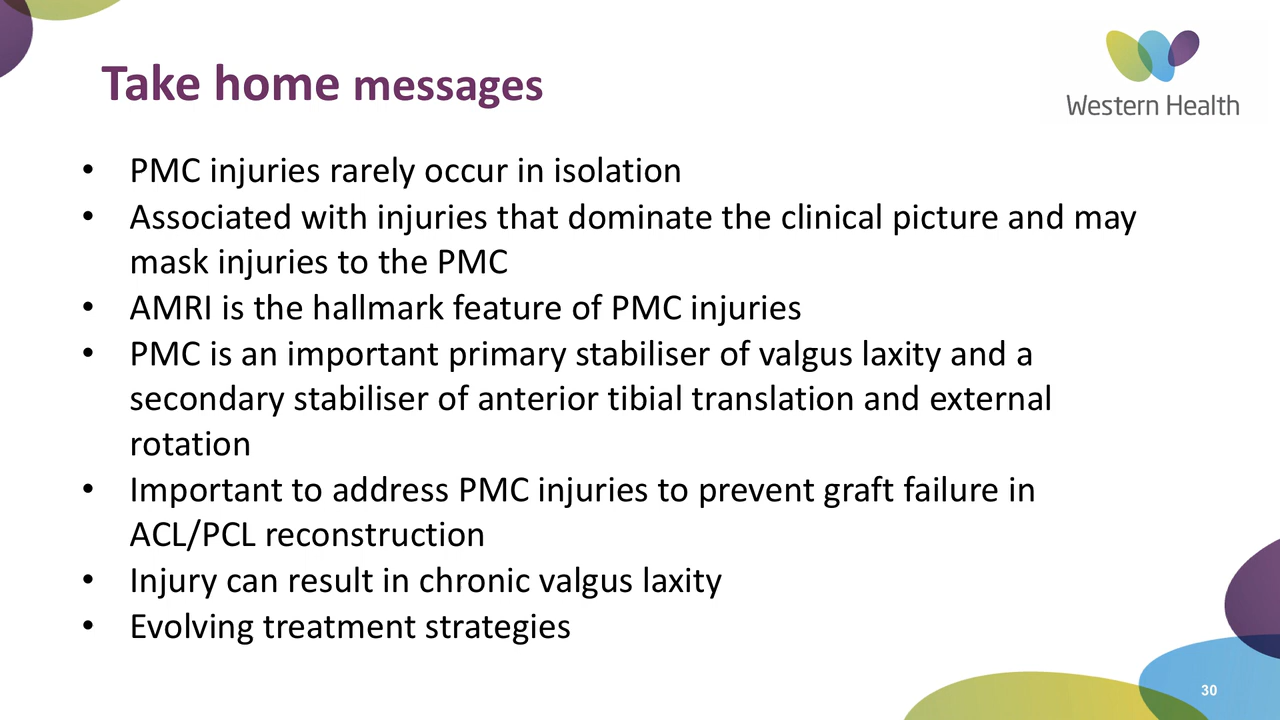 Take home messages
Western Health
• PMC injuries rarely occur in isolation
• Associated with injuries that dominate the clinical picture and may
mask injuries to the PMC
• AMRI is the hallmark feature of PMC injuries
• PMC is an important primary stabiliser of valgus laxity and a
secondary stabiliser of anterior tibial translation and external
rotation
• Important to address PMC injuries to prevent graft failure in
ACL/PCL reconstruction
• Injury can result in chronic valgus laxity
• Evolving treatment strategies
30